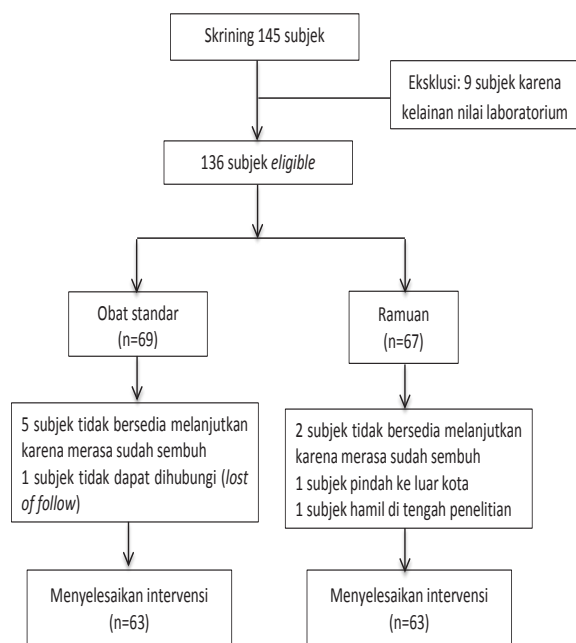 Skrining 145 subjek
Eksklusi: 9 subjek karena
kelainan nilai laboratorium
136 subjek eligible
Obat standar
(n=69)
Ramuan
(n=67)
5 subjek tidak bersedia melanjutkan
karena merasa sudah sembuh
1 subjek tidak dapat dihubungi (lost
of follow)
2 subjek tidak bersedia melanjutkan
karena merasa sudah sembuh
1 subjek pindah ke luar kota
1 subjek hamil di tengah penelitian
Menyelesaikan intervensi
(n=63)
Menyelesaikan intervensi
(n=63)